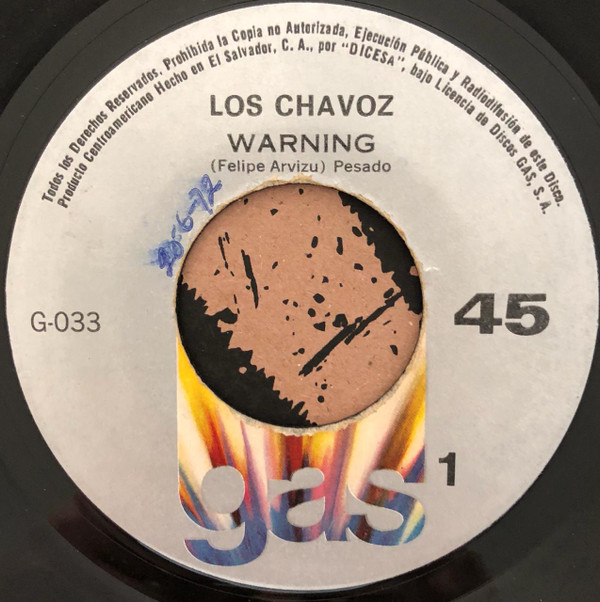 Todos los Derechos Reservados. Prohibida la Copia no Autorizada, Ejecución Pública y Radiodifusión de este Disco.
Producto Centroamericano Hecho en El Salvador, C. A., por "DICESA", bajo Licencia de Discos GAS, S. A.
LOS CHAVOZ
WARNING
(Felipe Arvizu) Pesado
G-033
45
1
gas